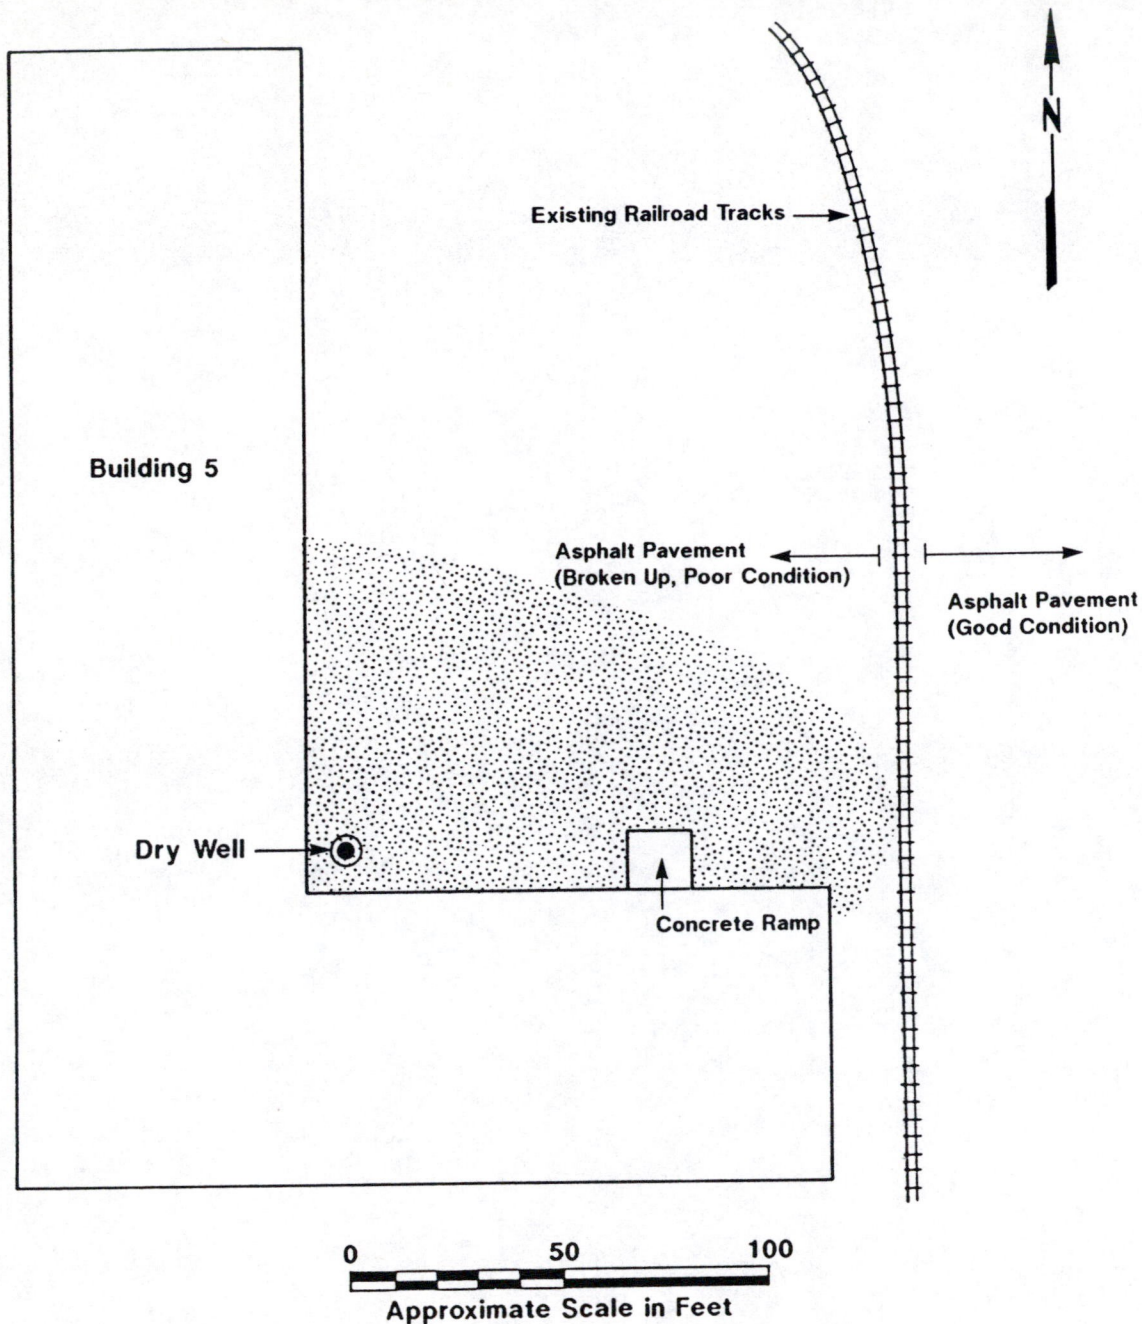 N
Existing Railroad Tracks
Building 5
Asphalt Pavement
(Broken Up, Poor Condition)
Asphalt Pavement
(Good Condition)
Dry Well
Concrete Ramp
0 50 100
Approximate Scale in Feet